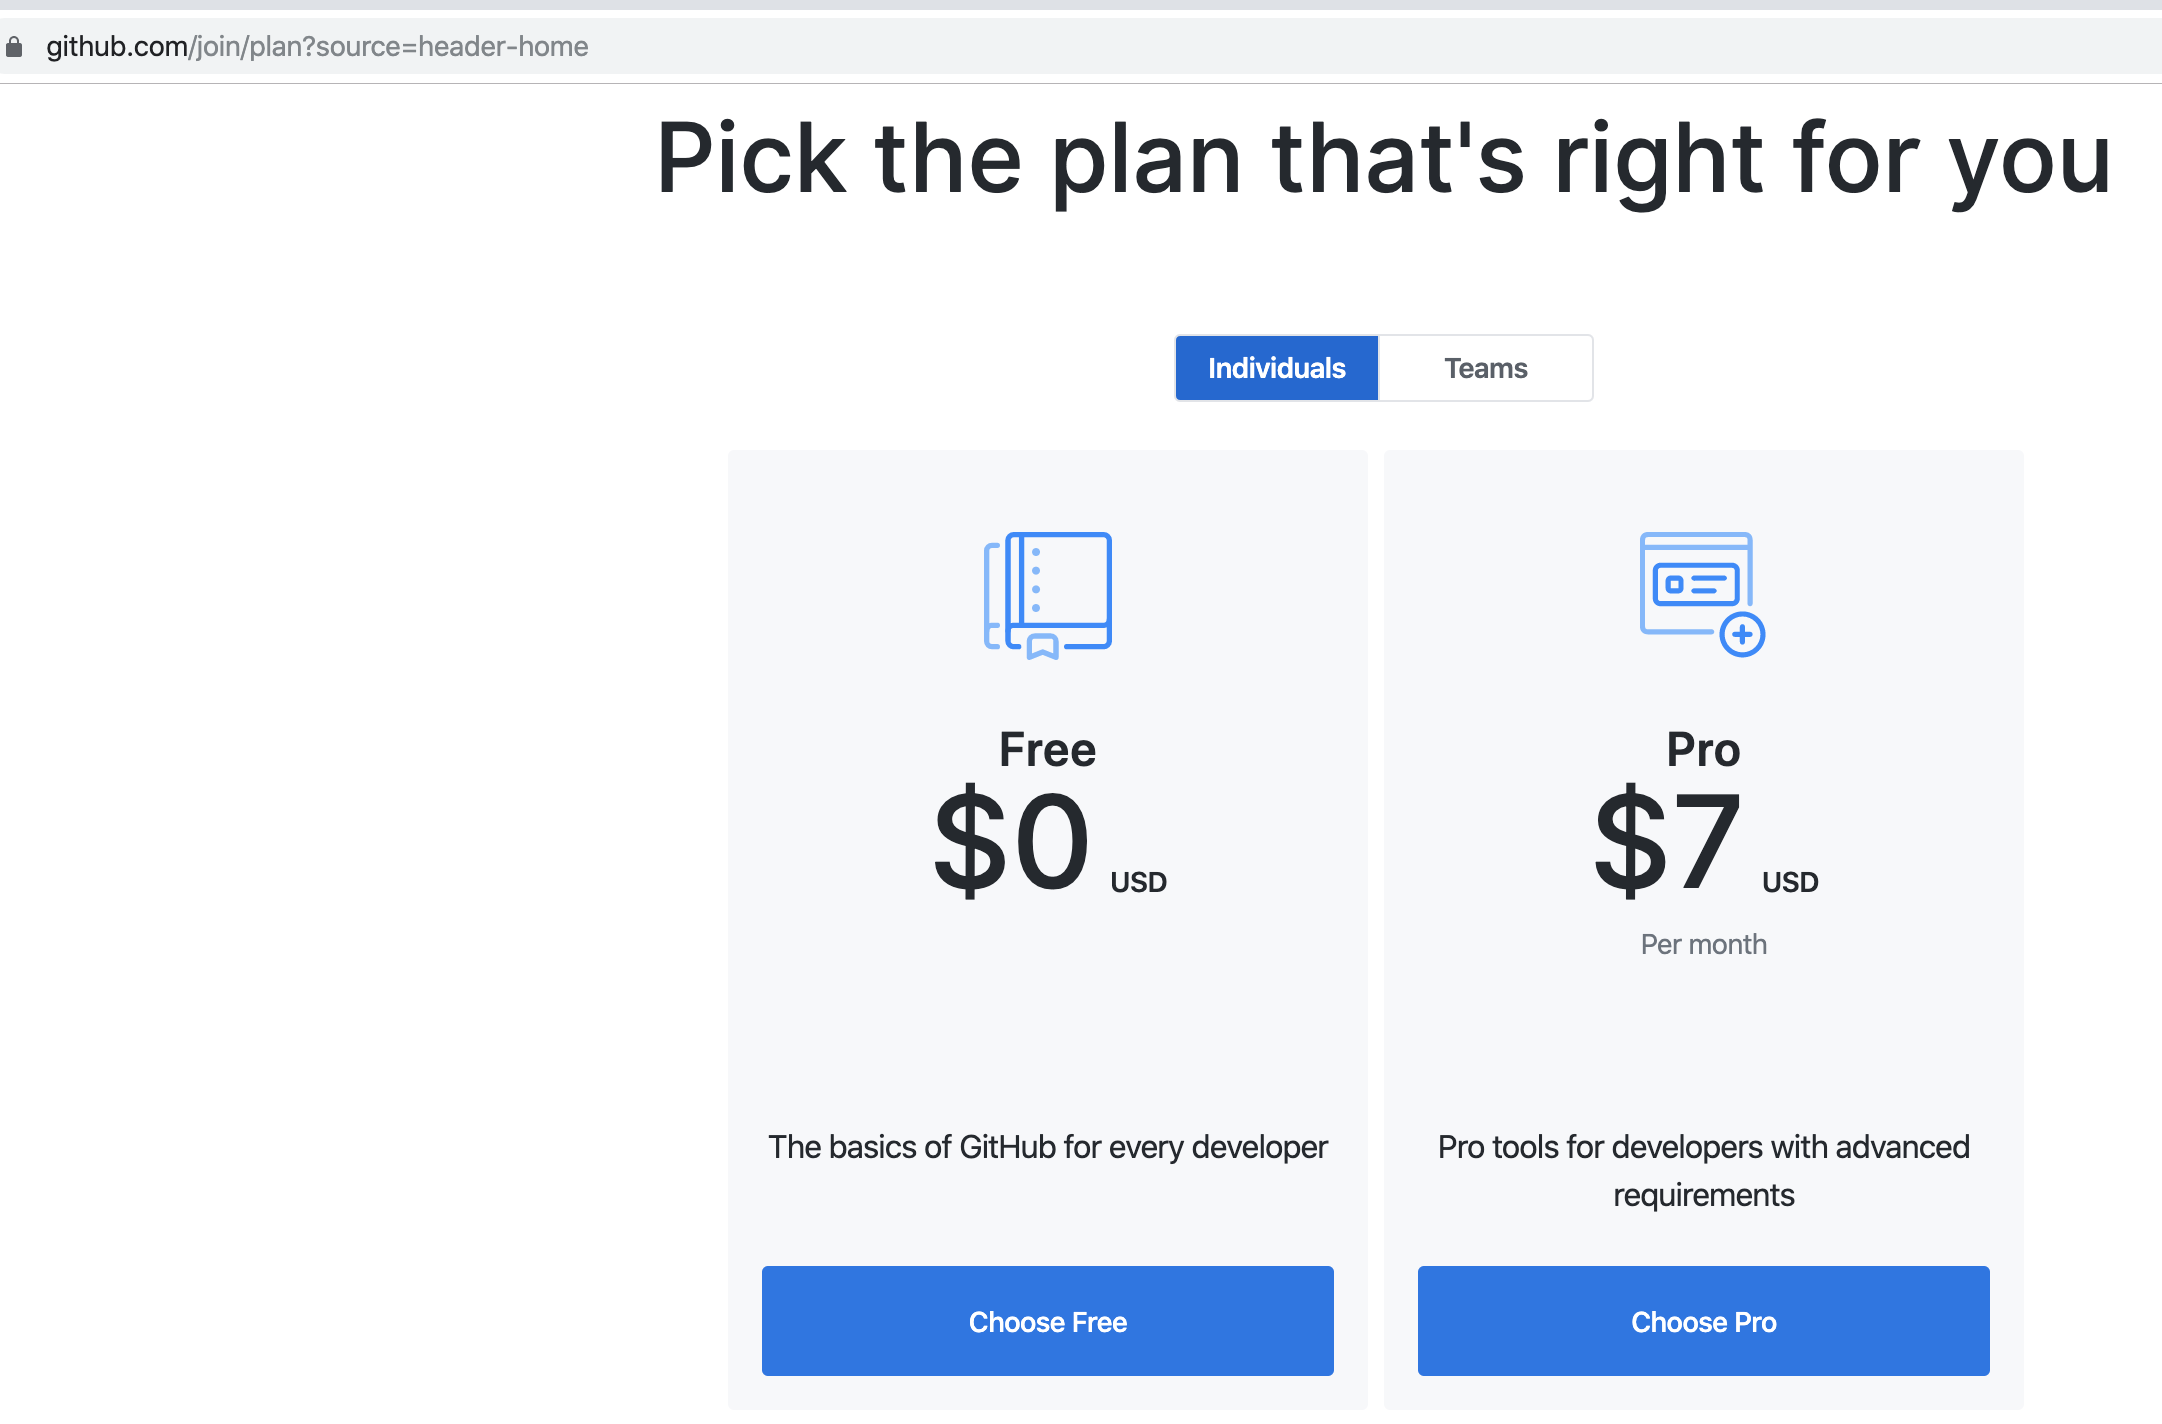 github.com/join/plan?source=header-home
Pick the plan that's right for you
Individuals
Teams
Free
$0 USD
The basics of GitHub for every developer
Choose Free
Pro
$7 USD
Per month
Pro tools for developers with advanced
requirements
Choose Pro